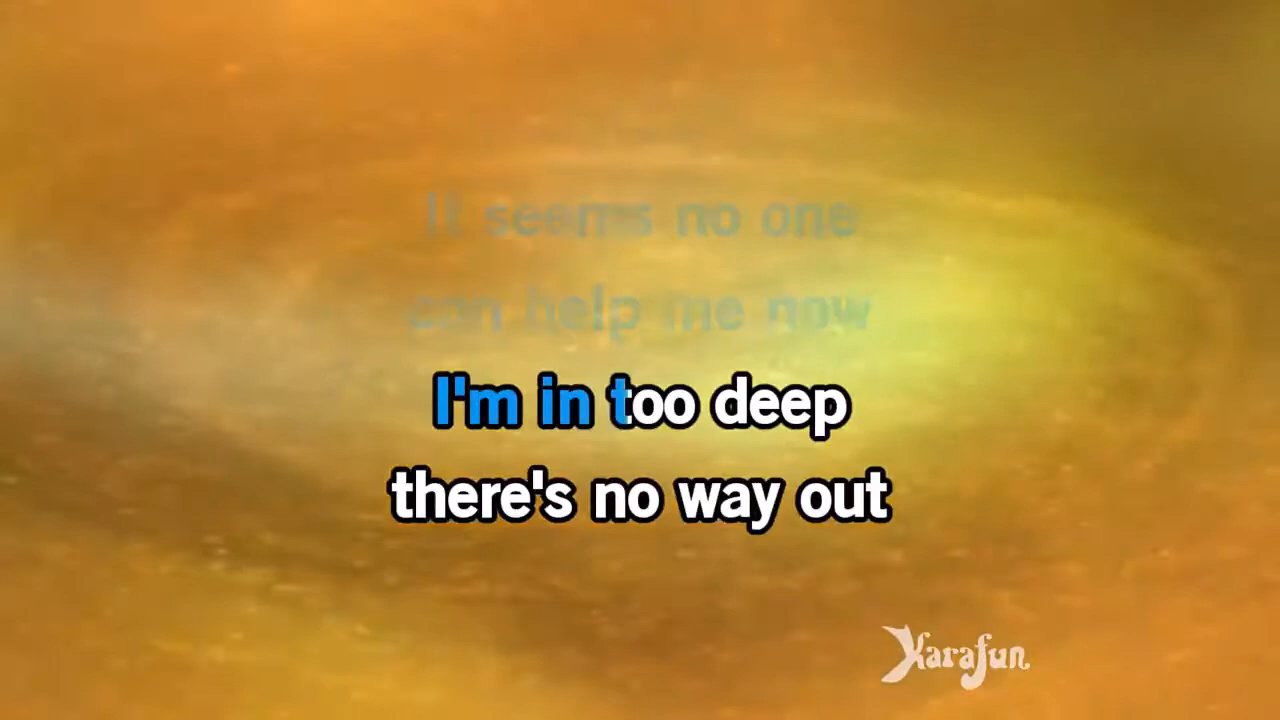 It seems no one
can help me now
I'm in too deep
there's no way out
Karafun